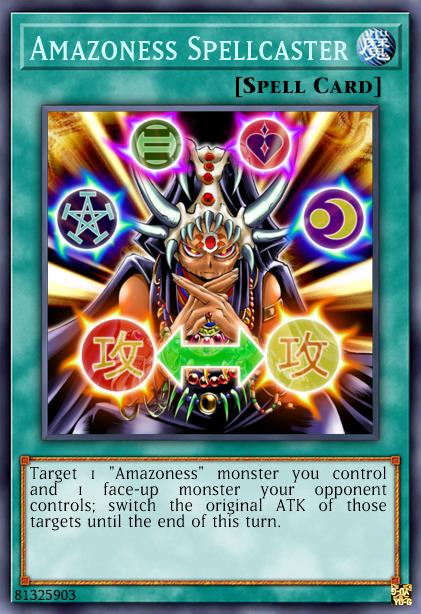 AMAZONESS SPELLCASTER
魔
[SPELL CARD]
攻 攻
Target 1 "Amazoness" monster you control
and 1 face-up monster your opponent
controls; switch the original ATK of those
targets until the end of this turn.
81325903